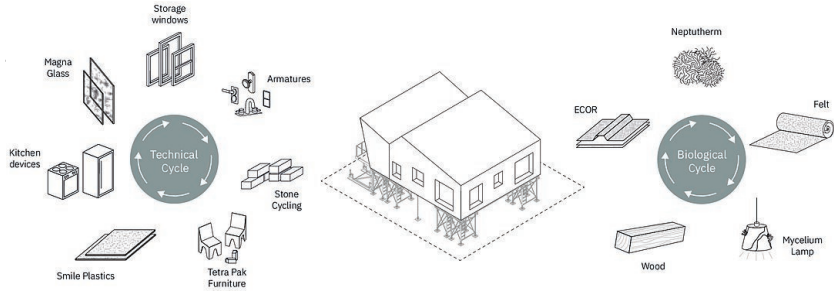 Storage
windows
Magna
Glass
Armatures
Kitchen
devices
Technical
Cycle
Stone
Cycling
Smile Plastics
Tetra Pak
Furniture
Neptutherm
ECOR
Felt
Biological
Cycle
Wood
Mycelium
Lamp